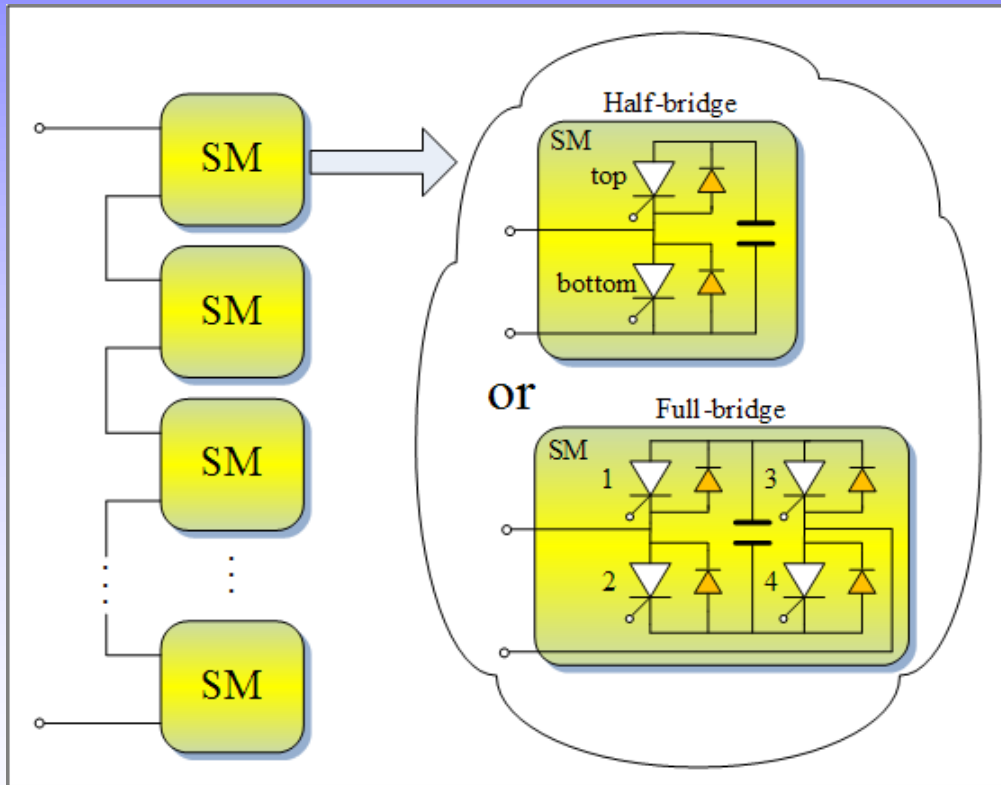 SM
SM
SM
SM
Half-bridge
SM
top
bottom
or
Full-bridge
SM
1
3
2
4